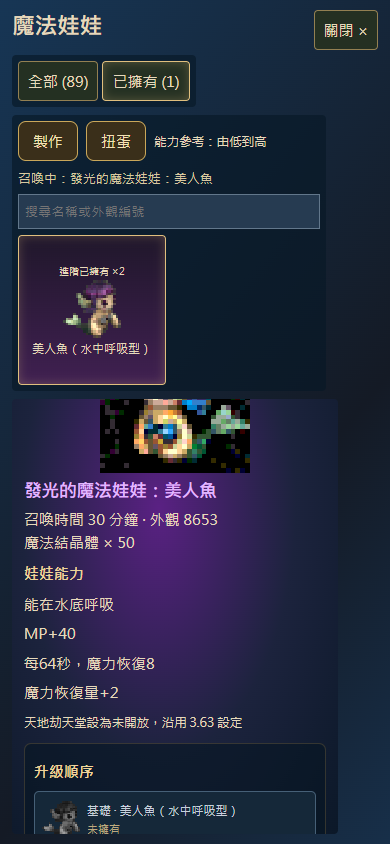 魔法娃娃
關閉 ×
全部 (89)
已擁有 (1)
製作
扭蛋
能力參考：由低到高
召喚中：發光的魔法娃娃：美人魚
搜尋名稱或外觀編號
進階已擁有 ×2
美人魚（水中呼吸型）
發光的魔法娃娃：美人魚
召喚時間 30 分鐘 · 外觀 8653
魔法結晶體 × 50
娃娃能力
能在水底呼吸
MP+40
每64秒，魔力恢復8
魔力恢復量+2
天地劫天堂設為未開放，沿用 3.63 設定
升級順序
基礎 · 美人魚（水中呼吸型）
未擁有